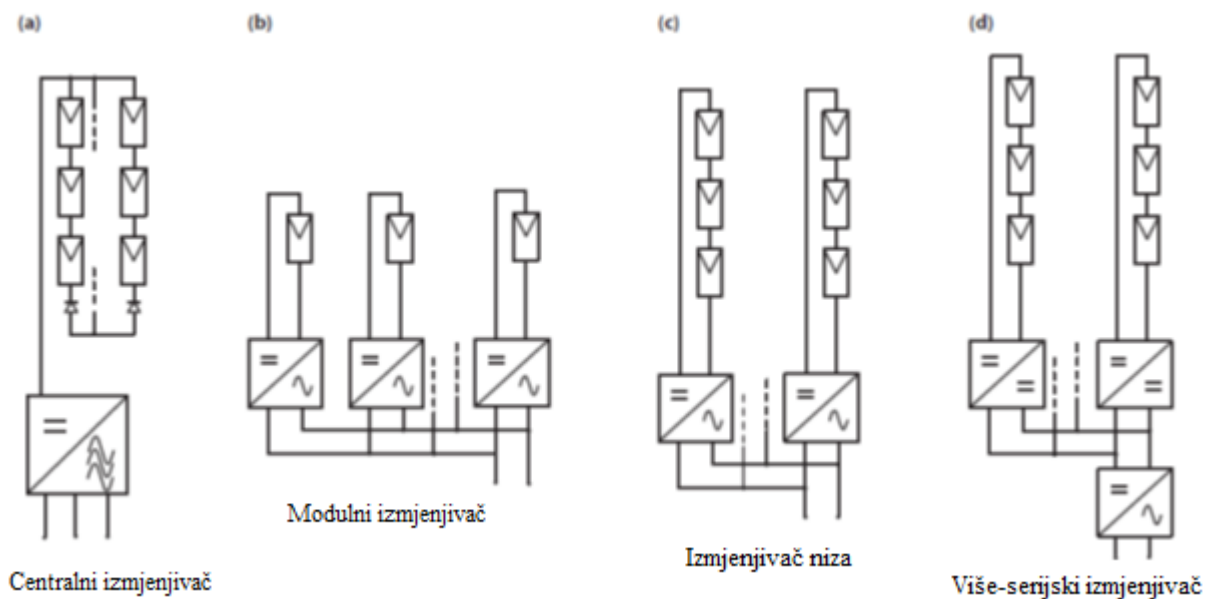 (a)
(b)
(c)
(d)
Centralni izmjenjivač
Modulni izmjenjivač
Izmjenjivač niza
Više-serijski izmjenjivač